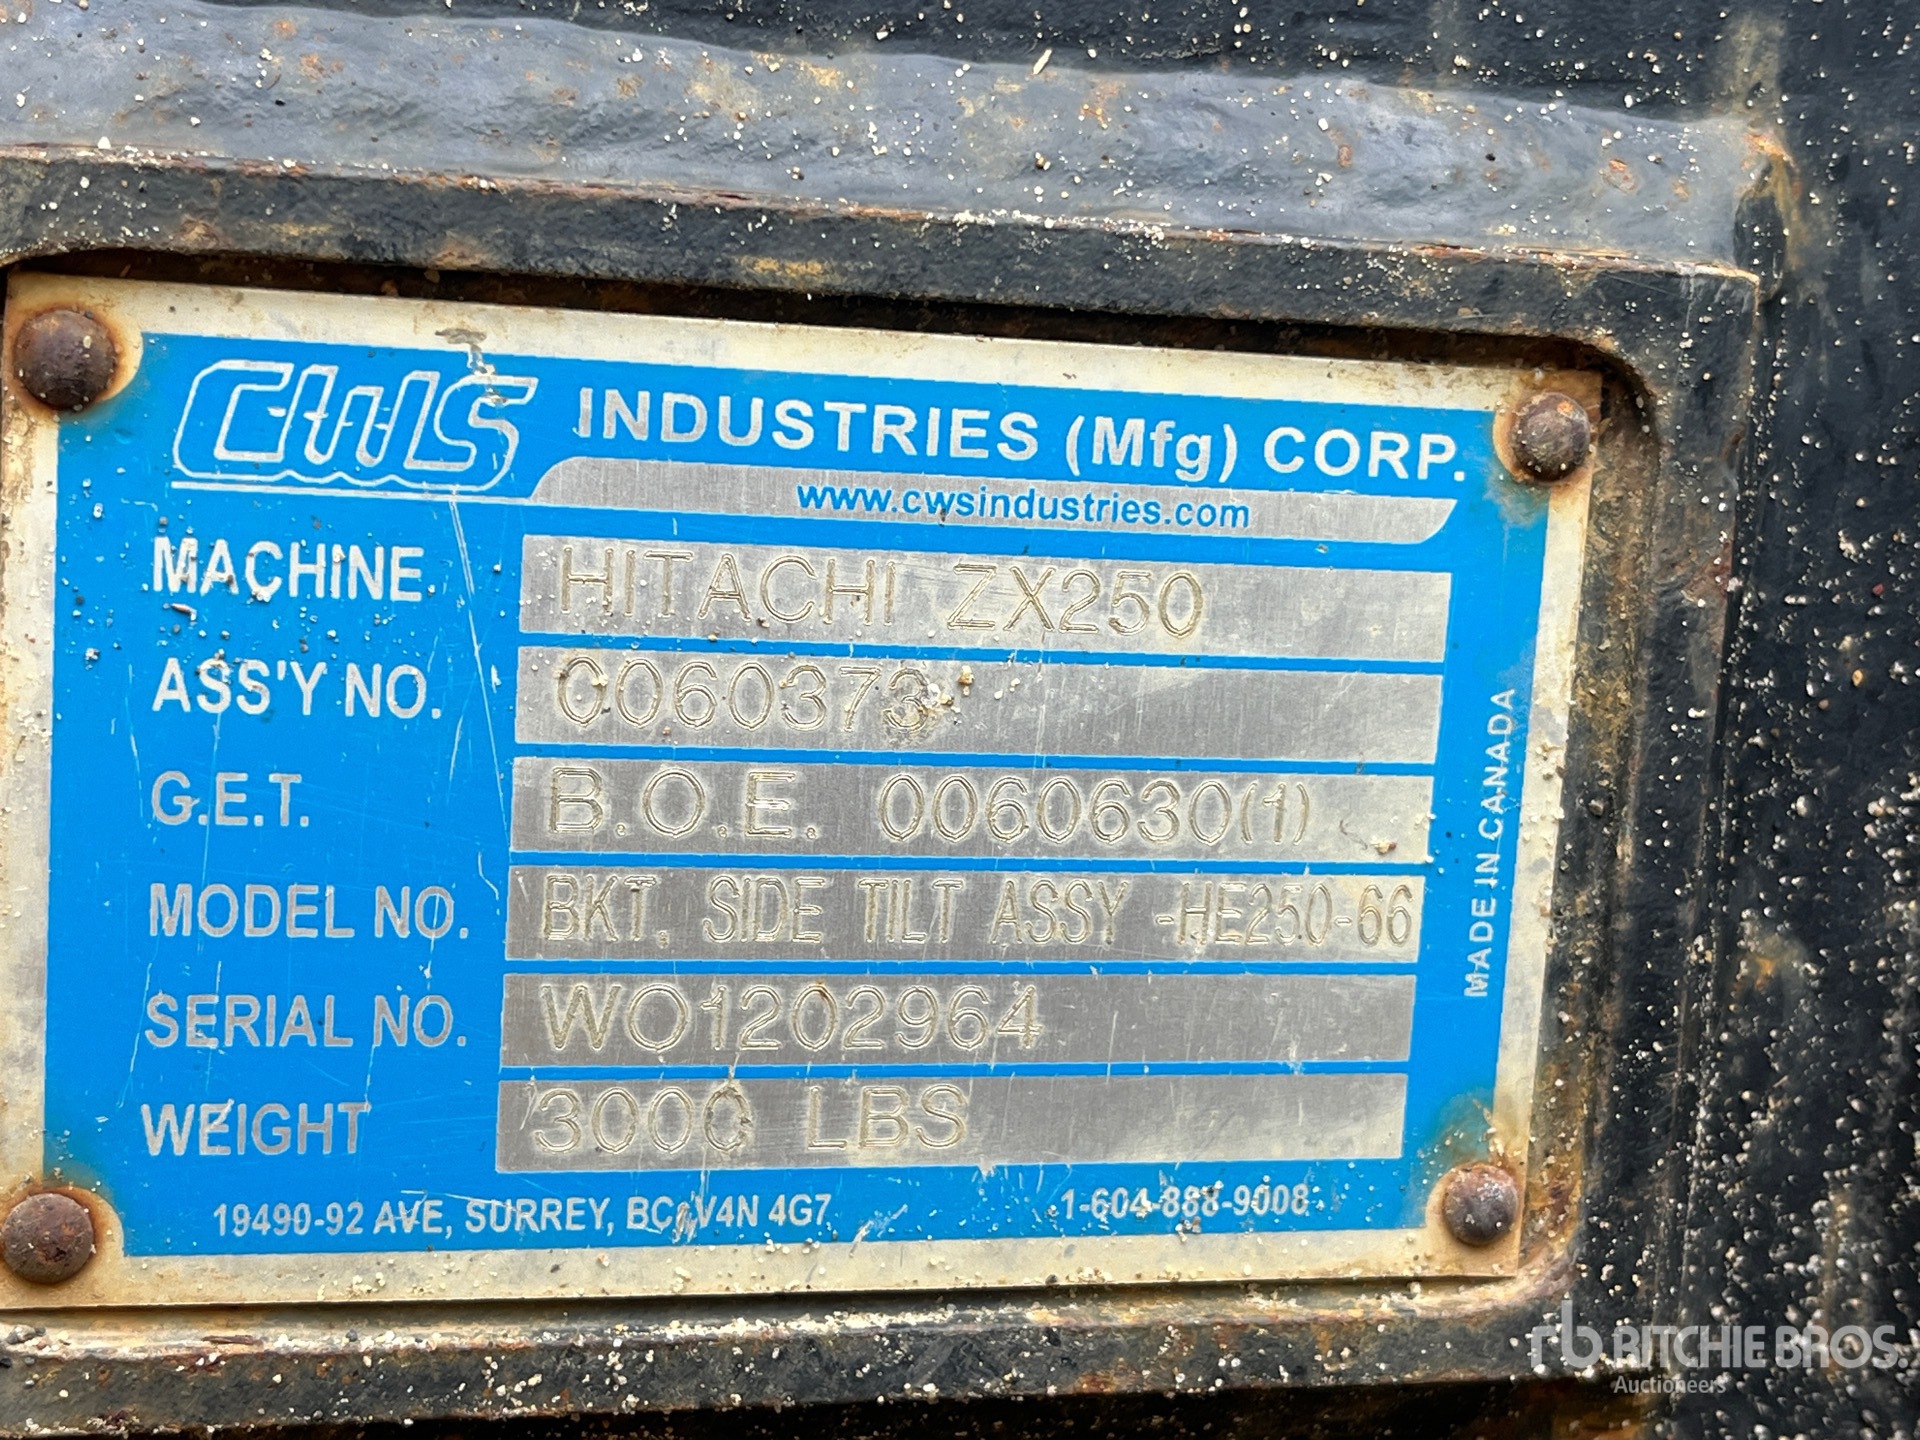 CWS INDUSTRIES (Mfg) CORP.
www.cwsindustries.com
MACHINE HITACHI ZX250
ASS'Y NO. 0060373
G.E.T. B.O.E. 0060630(1)
MODEL NO. BKT. SIDE TILT ASSY -HE250-66
SERIAL NO. WO1202964
WEIGHT 3000 LBS
19490-92 AVE, SURREY, BC, V4N 4G7 1-604-888-9008
MADE IN CANADA
rb RITCHIE BROS.
Auctioneers